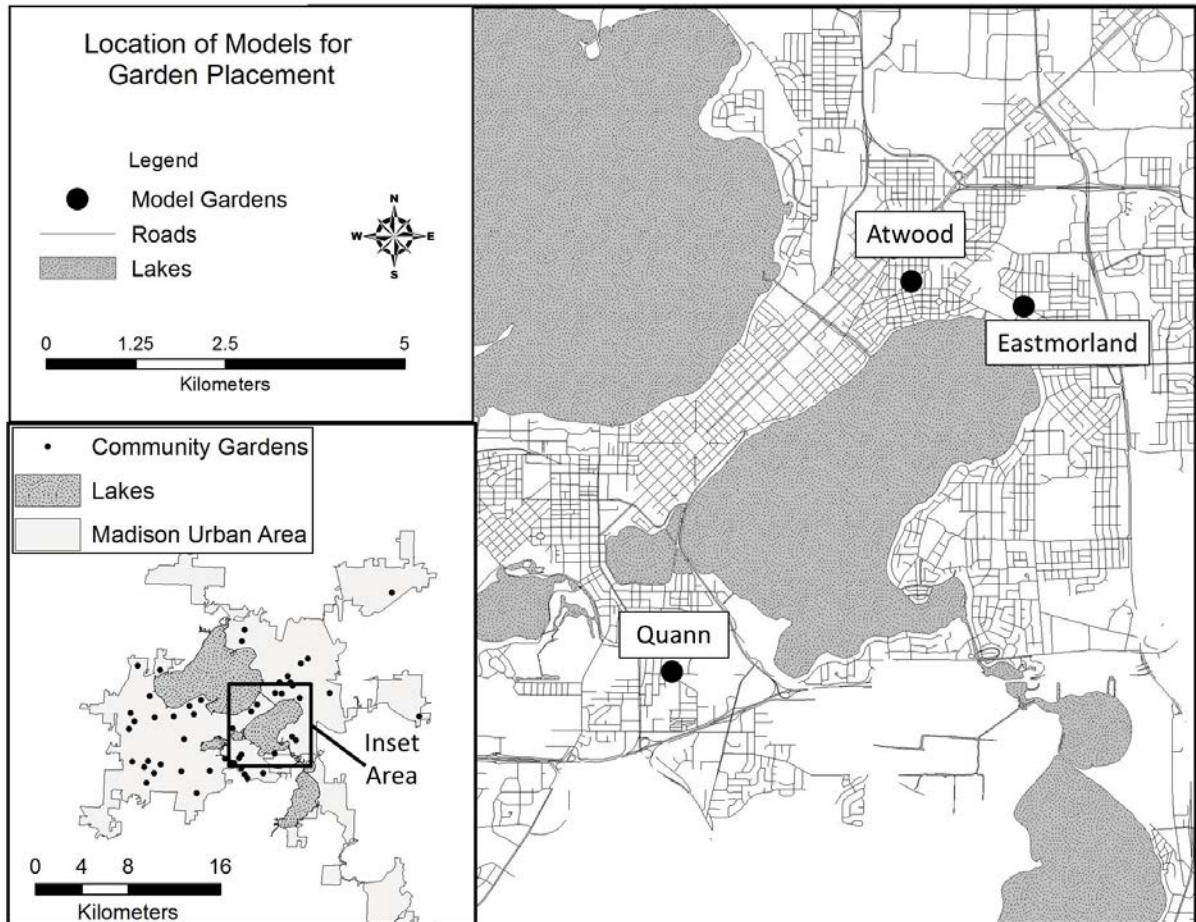 Location of Models for
Garden Placement
Legend
Model Gardens
Roads
Lakes
N
W E
S
0 1.25 2.5 5
Kilometers
Community Gardens
Lakes
Madison Urban Area
Inset
Area
0 4 8 16
Kilometers
Atwood
Eastmorland
Quann